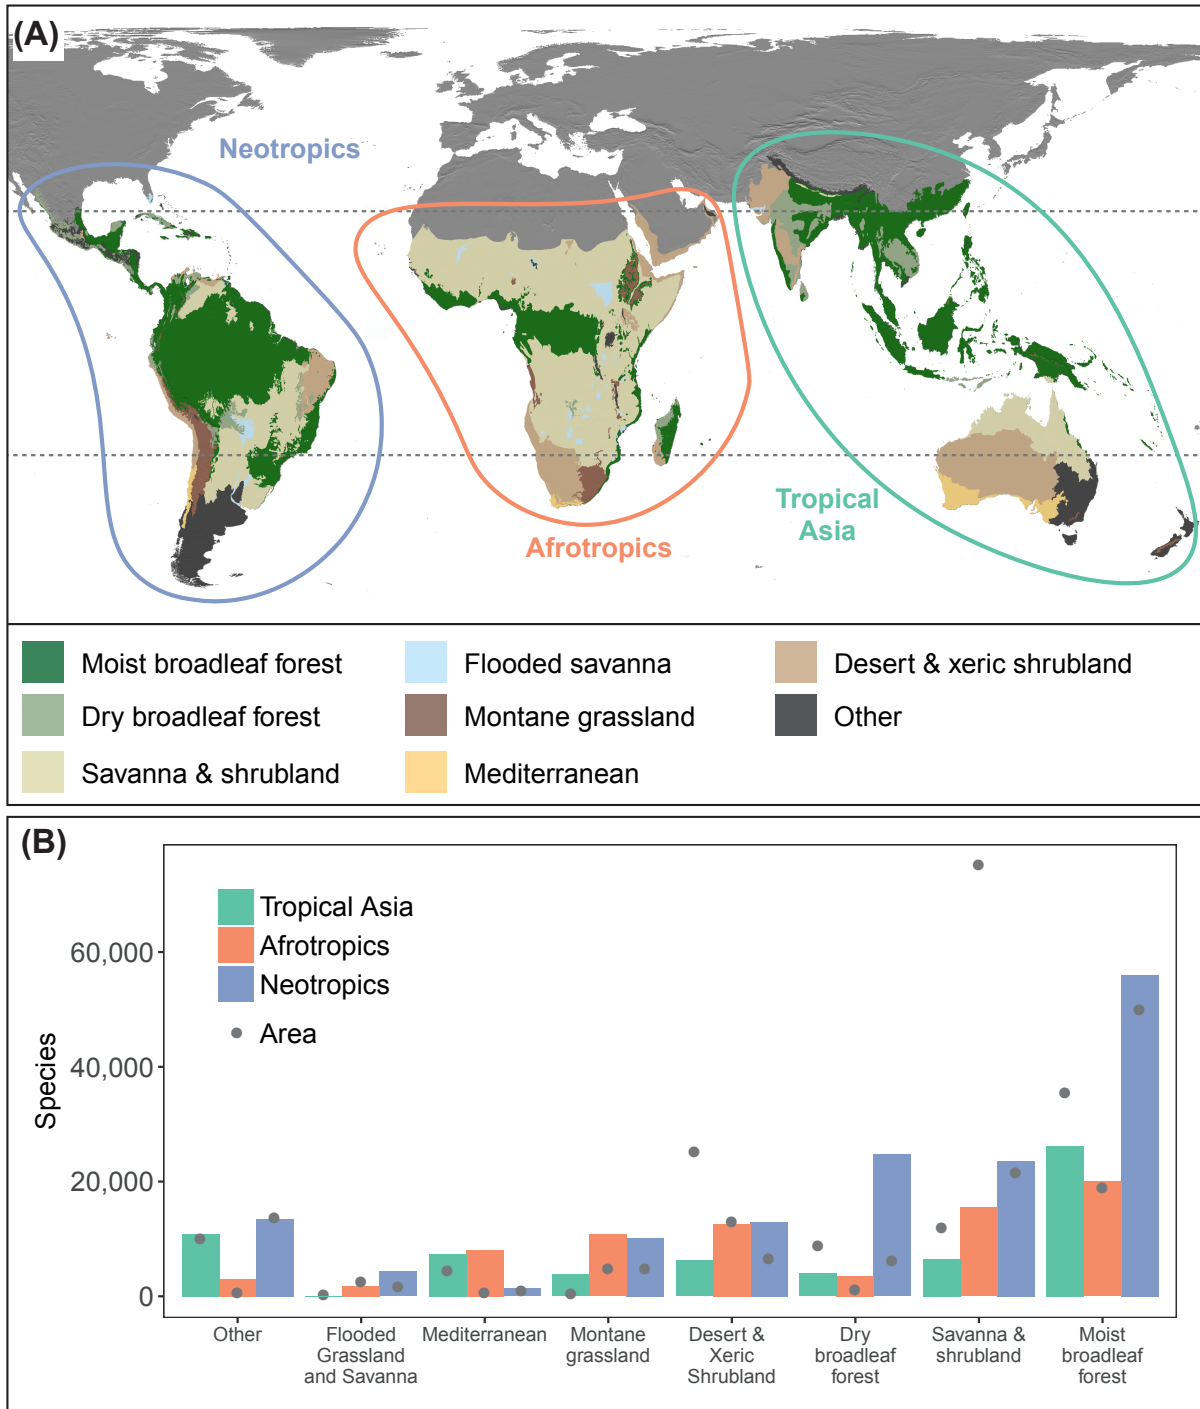 (A)
Neotropics
Afrotropics
Tropical
Asia
Moist broadleaf forest
Flooded savanna
Desert & xeric shrubland
Dry broadleaf forest
Montane grassland
Other
Savanna & shrubland
Mediterranean
(B)
Tropical Asia
Afrotropics
Neotropics
Area
Species
60,000
40,000
20,000
0
Other
Flooded
Grassland
and Savanna
Mediterranean
Montane
grassland
Desert &
Xeric
Shrubland
Dry
broadleaf
forest
Savanna &
shrubland
Moist
broadleaf
forest